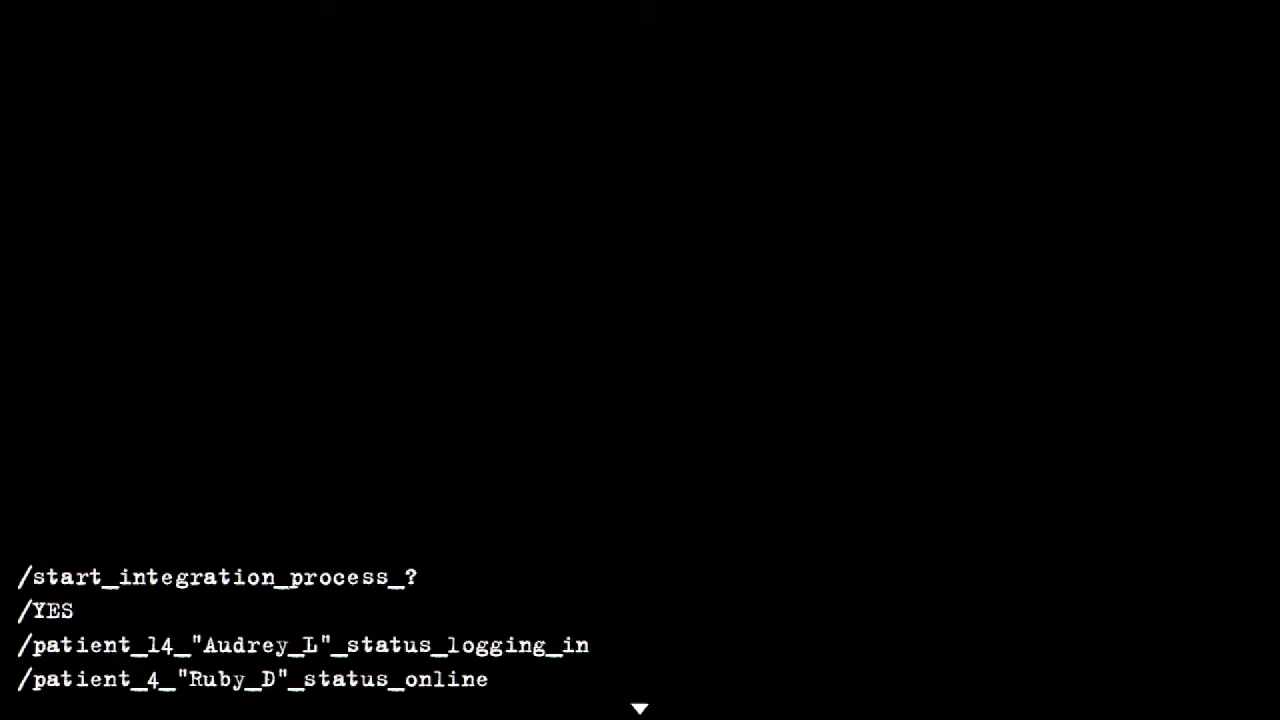 /start_integration_process_?
/YES
/patient_14_"Audrey_L"_status_logging_in
/patient_4_"Ruby_D"_status_online